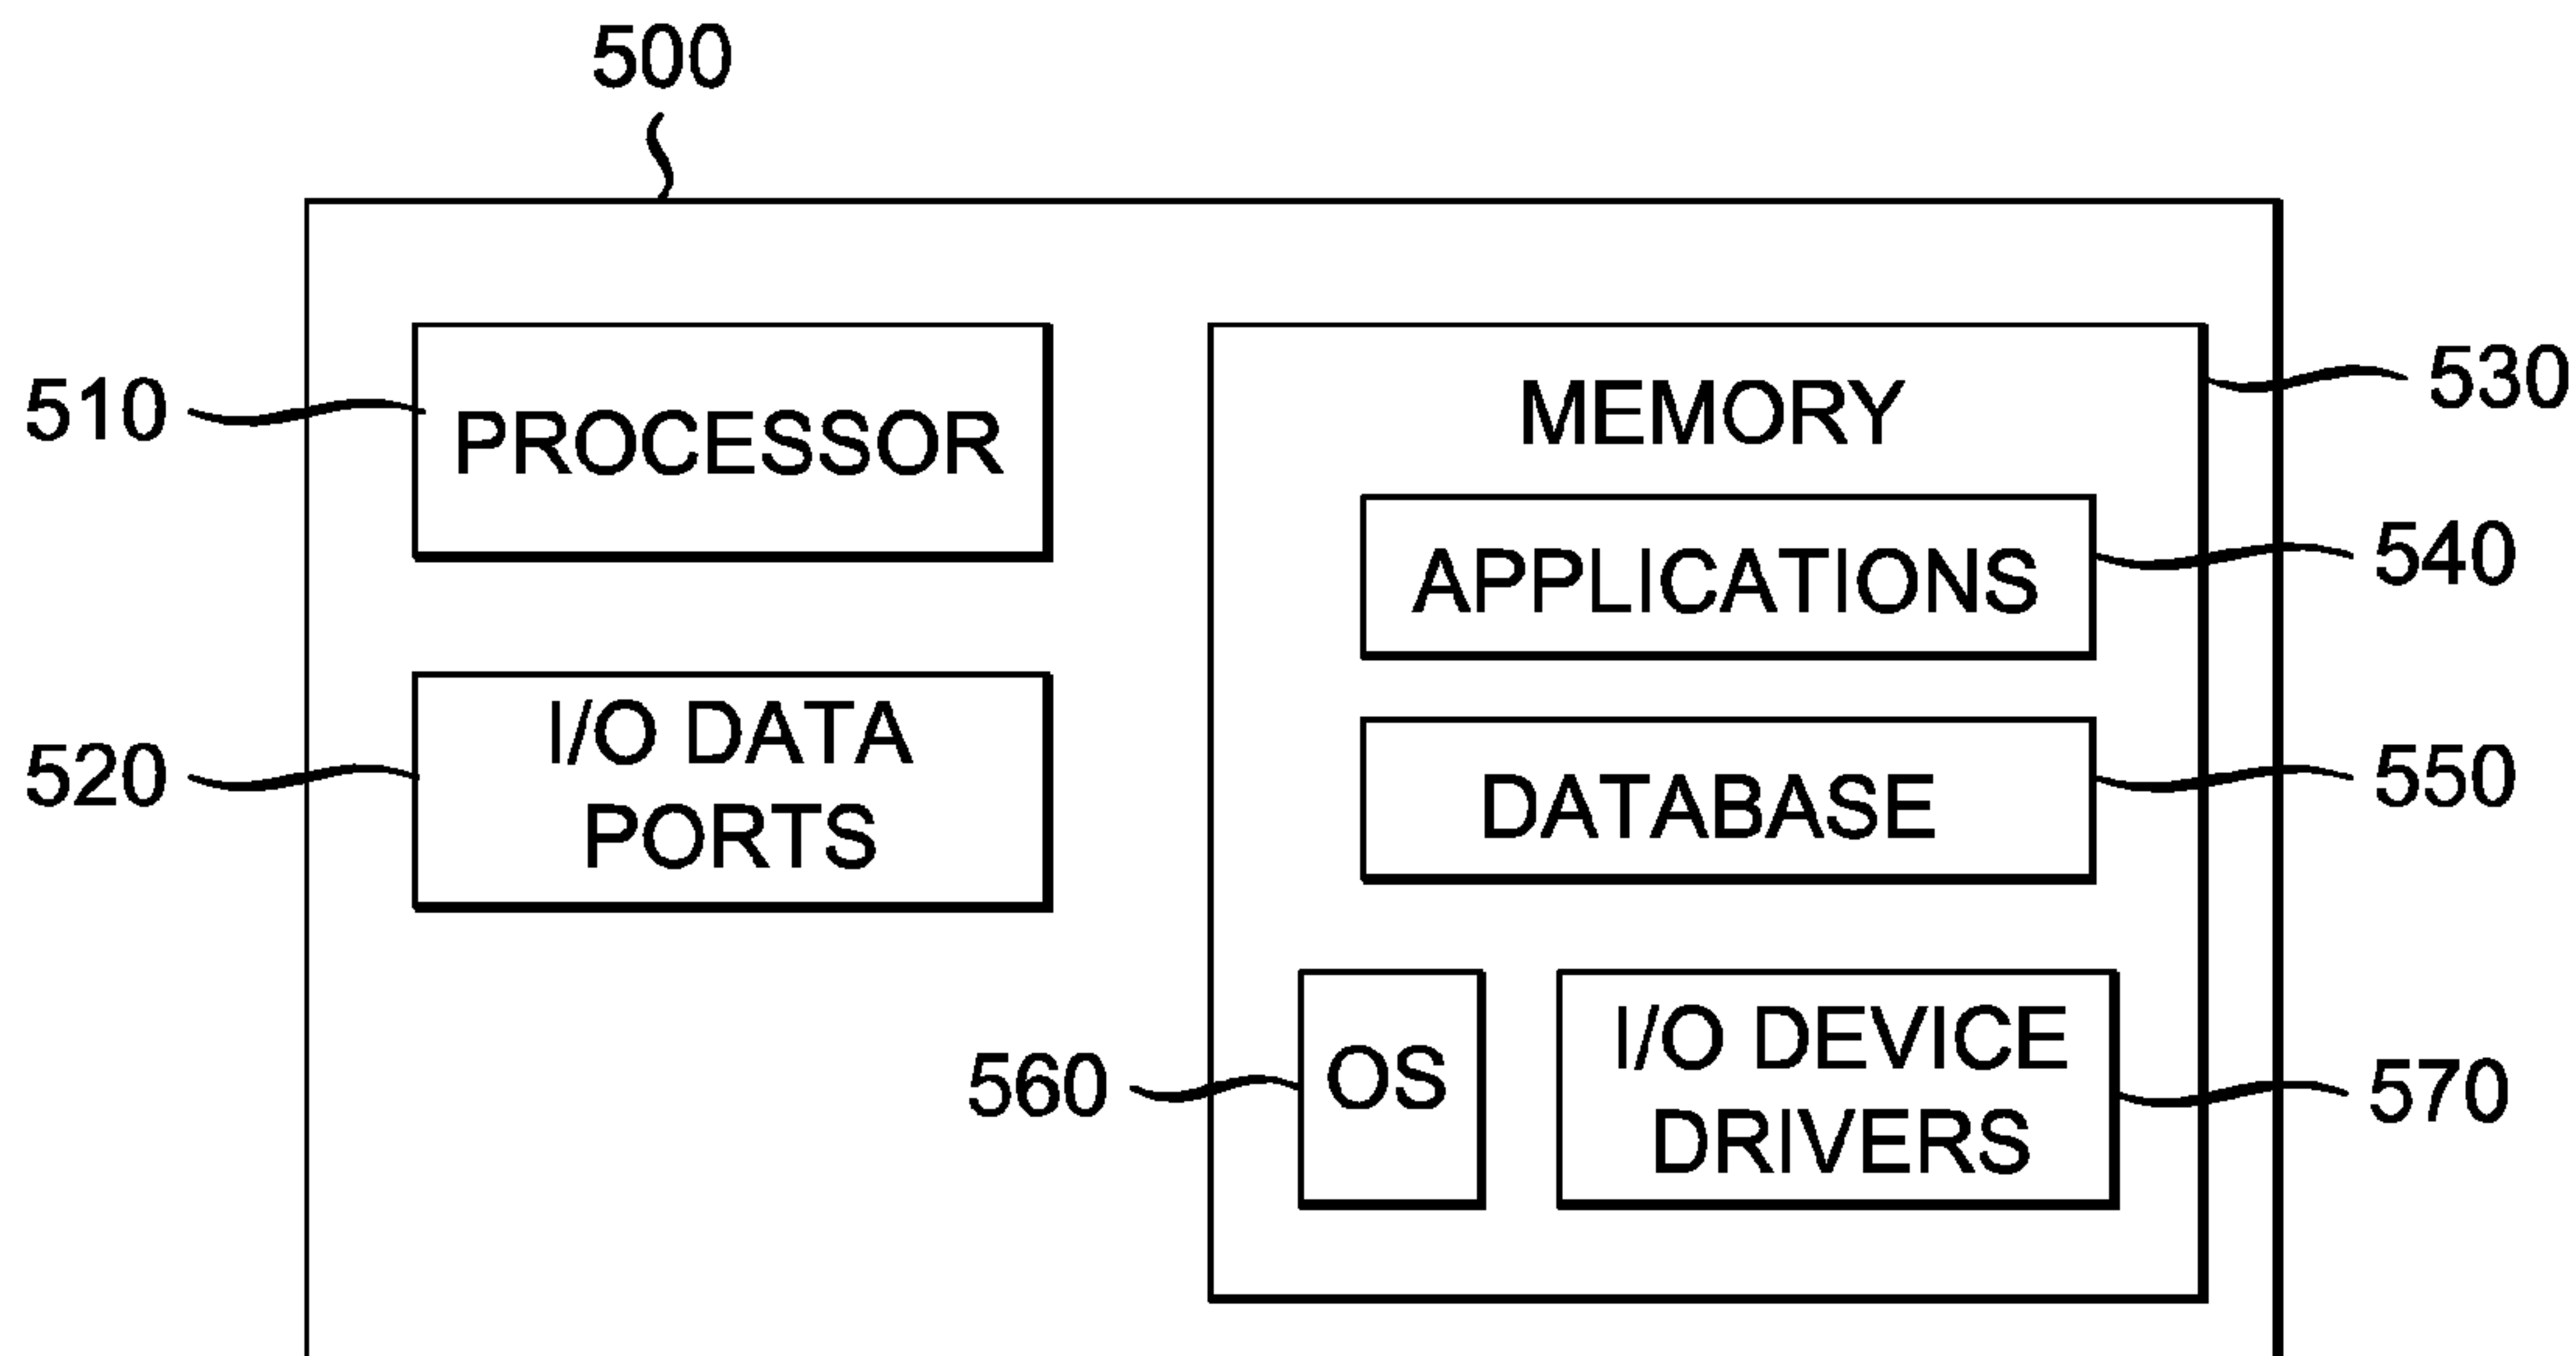 500
510
PROCESSOR
MEMORY
530
APPLICATIONS
540
520
I/O DATA
PORTS
DATABASE
550
560
OS
I/O DEVICE
DRIVERS
570